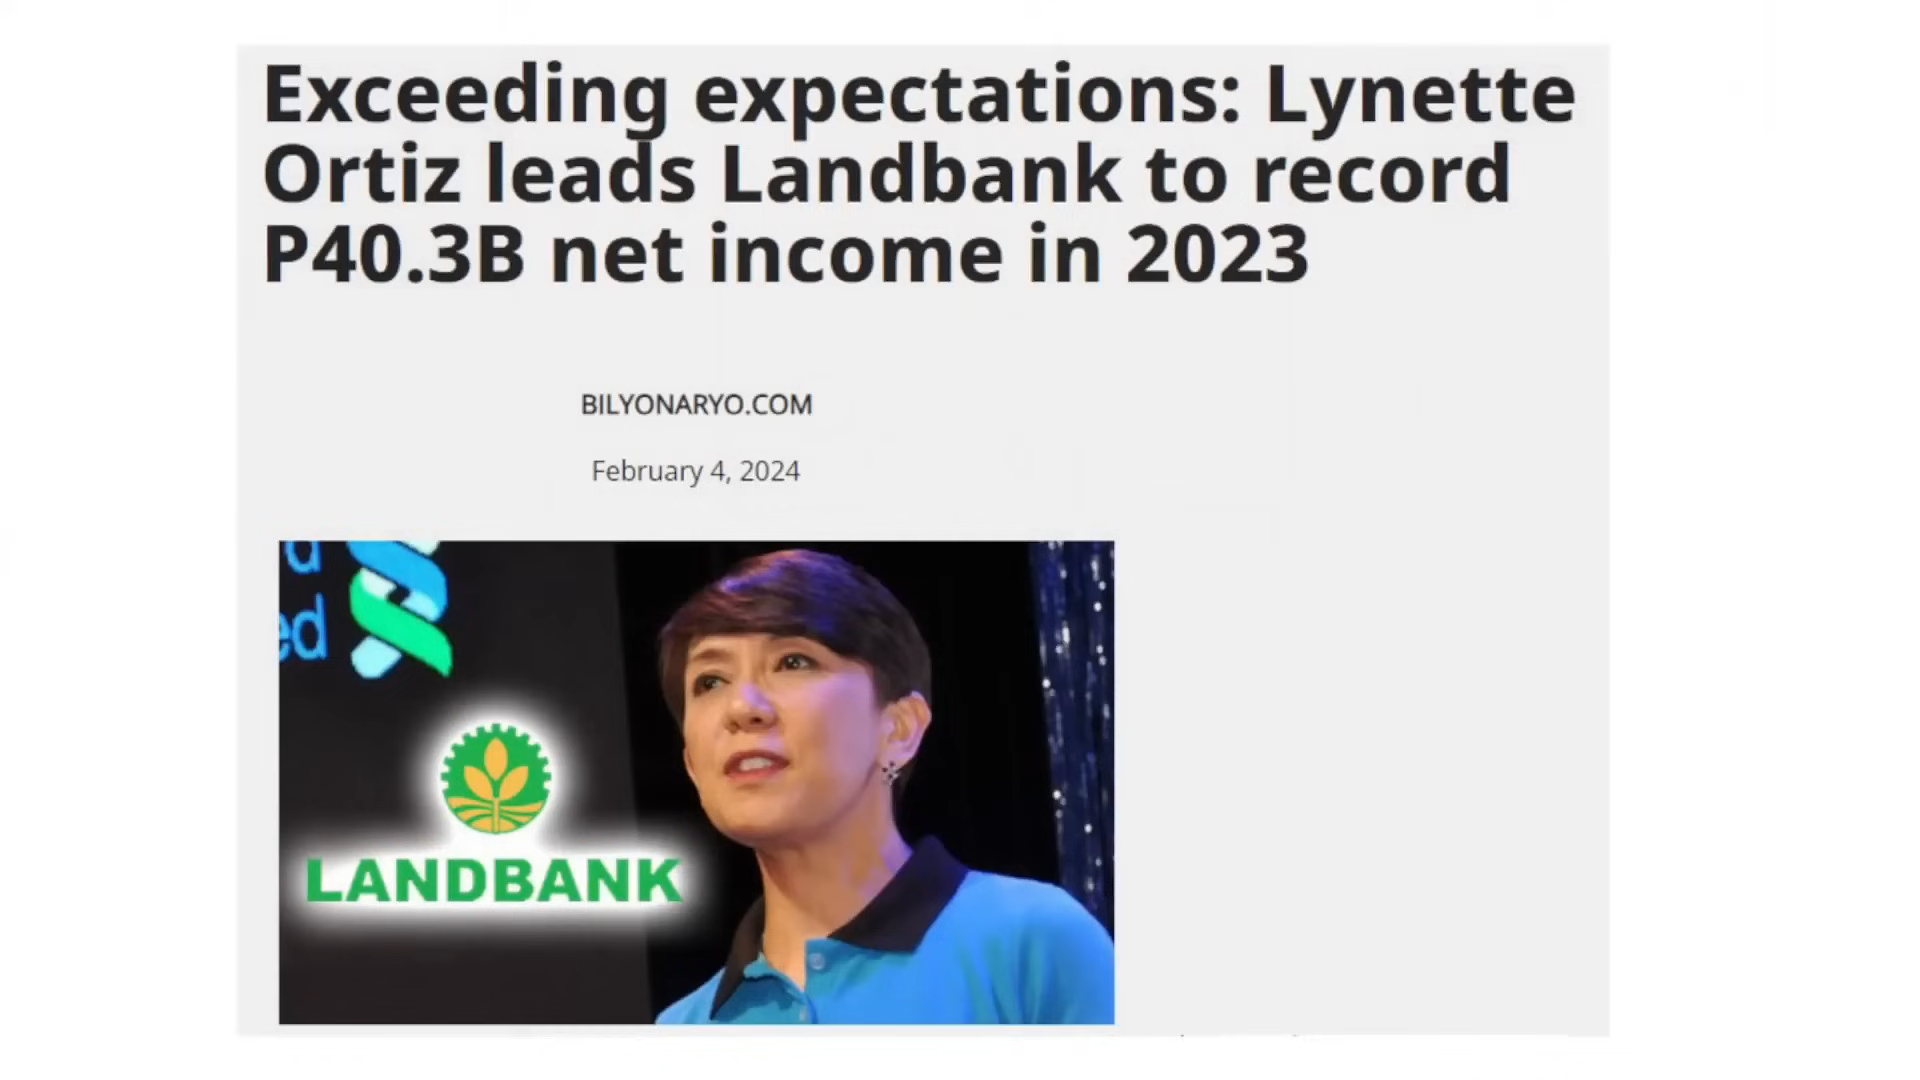 Exceeding expectations: Lynette
Ortiz leads Landbank to record
P40.3B net income in 2023
BILYONARYO.COM
February 4, 2024
d
ed
LANDBANK